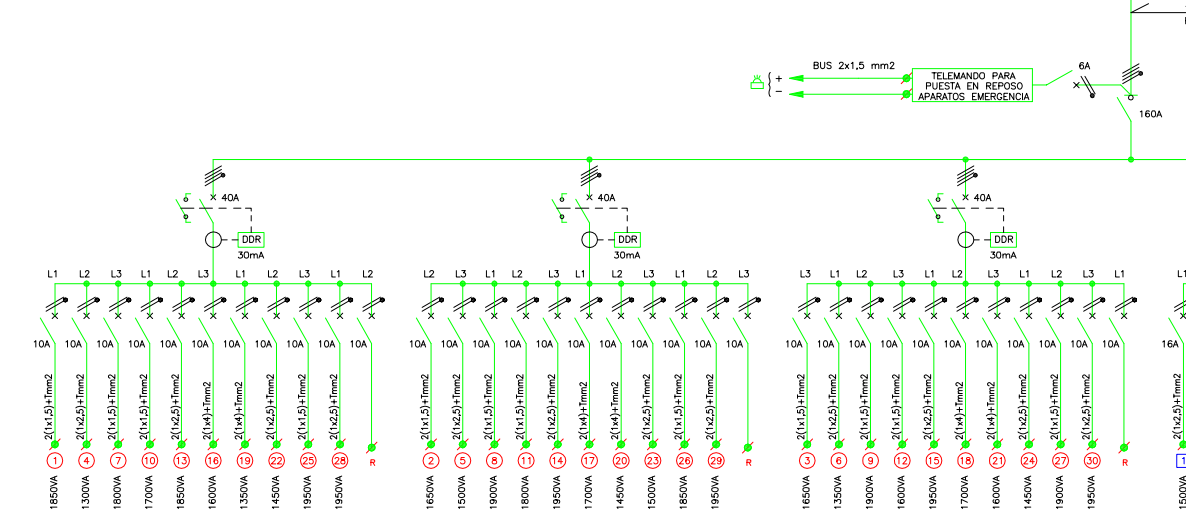 BUS 2x1,5 mm2
6A
+
−
TELEMANDO PARA
PUESTA EN REPOSO
APARATOS EMERGENCIA
160A
40A
40A
40A
DDR
DDR
DDR
30mA
30mA
30mA
L1 L2 L3 L1 L2 L3 L1 L2 L3 L1 L2
L2 L3 L1 L2 L3 L1 L2 L3 L1 L2 L3
L3 L1 L2 L3 L1 L2 L3 L1 L2 L3 L1
10A 10A 10A 10A 10A 10A 10A 10A 10A 10A 10A
10A 10A 10A 10A 10A 10A 10A 10A 10A 10A 10A
10A 10A 10A 10A 10A 10A 10A 10A 10A 10A 10A
16A
2(1x1,5)+Tmm2
2(1x2,5)+Tmm2
2(1x1,5)+Tmm2
2(1x2,5)+Tmm2
2(1x2,5)+Tmm2
2(1x4)+Tmm2
2(1x4)+Tmm2
2(1x2,5)+Tmm2
2(1x1,5)+Tmm2
2(1x2,5)+Tmm2
2(1x1,5)+Tmm2
2(1x2,5)+Tmm2
2(1x1,5)+Tmm2
2(1x2,5)+Tmm2
2(1x2,5)+Tmm2
2(1x4)+Tmm2
2(1x4)+Tmm2
2(1x2,5)+Tmm2
2(1x1,5)+Tmm2
2(1x2,5)+Tmm2
2(1x1,5)+Tmm2
2(1x2,5)+Tmm2
2(1x1,5)+Tmm2
2(1x2,5)+Tmm2
2(1x2,5)+Tmm2
2(1x4)+Tmm2
2(1x4)+Tmm2
2(1x2,5)+Tmm2
2(1x2,5)+Tmm2
2(1x2,5)+Tmm2
2(1x2,5)+Tmm2
1 4 7 10 13 16 19 22 25 28 R
2 5 8 11 14 17 20 23 26 29 R
3 6 9 12 15 18 21 24 27 30 R
1850VA
1300VA
1800VA
1700VA
1850VA
1600VA
1350VA
1450VA
1950VA
1950VA
1650VA
1500VA
1900VA
1800VA
1950VA
1700VA
1450VA
1500VA
1850VA
1950VA
1650VA
1350VA
1900VA
1600VA
1950VA
1700VA
1600VA
1450VA
1900VA
1950VA
1500VA